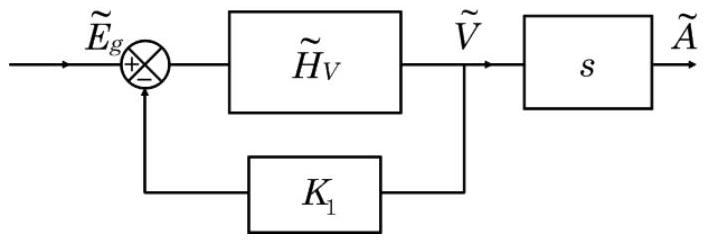 Ẽg + − H̃V Ṽ s Ã
K1